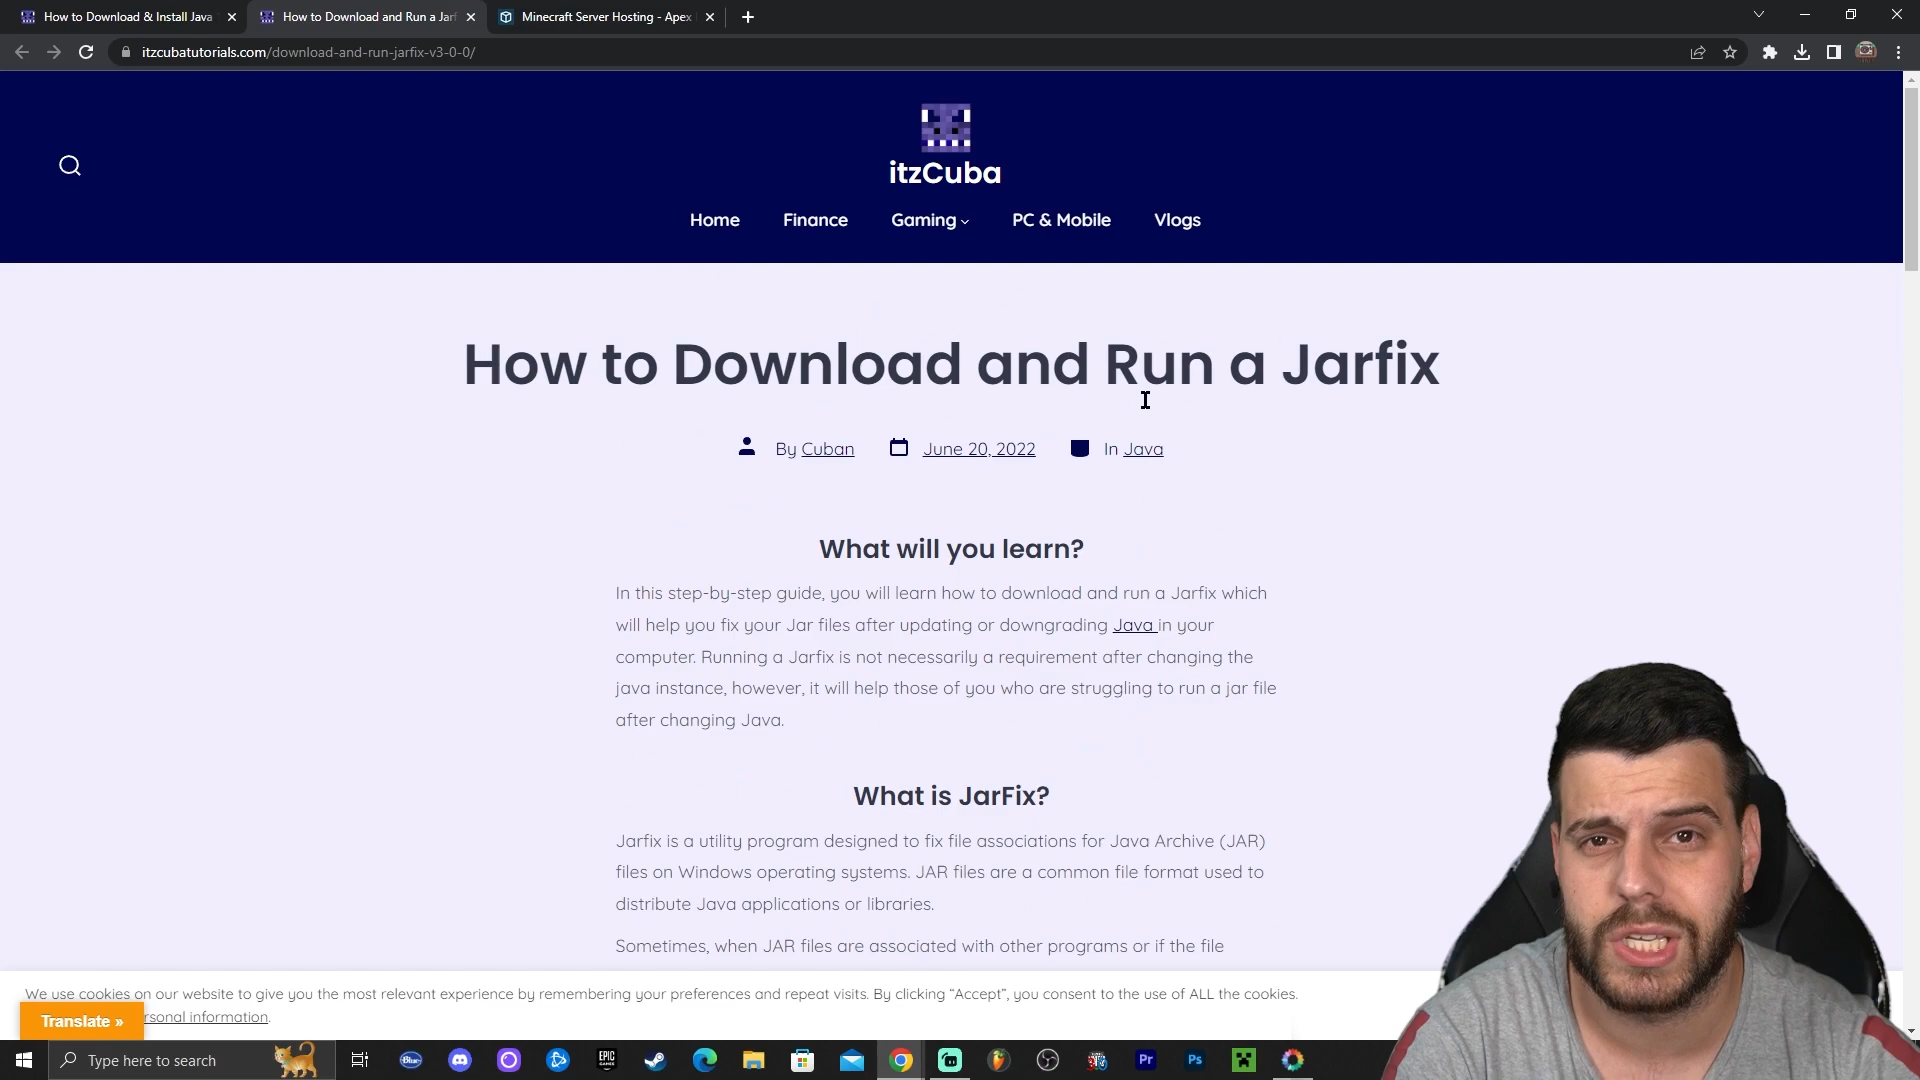 How to Download & Install Java
How to Download and Run a Jarf
Minecraft Server Hosting - Apex
itzcubatutorials.com/download-and-run-jarfix-v3-0-0/
itzCuba
Home
Finance
Gaming
PC & Mobile
Vlogs
How to Download and Run a Jarfix
By Cuban
June 20, 2022
In Java
What will you learn?
In this step-by-step guide, you will learn how to download and run a Jarfix which
will help you fix your Jar files after updating or downgrading Java in your
computer. Running a Jarfix is not necessarily a requirement after changing the
java instance, however, it will help those of you who are struggling to run a jar file
after changing Java.
What is JarFix?
Jarfix is a utility program designed to fix file associations for Java Archive (JAR)
files on Windows operating systems. JAR files are a common file format used to
distribute Java applications or libraries.
Sometimes, when JAR files are associated with other programs or if the file
We use cookies on our website to give you the most relevant experience by remembering your preferences and repeat visits. By clicking “Accept”, you consent to the use of ALL the cookies.
Translate »
rsonal information.
Type here to search
Blue
EPIC
GAMES
Pr
Ps